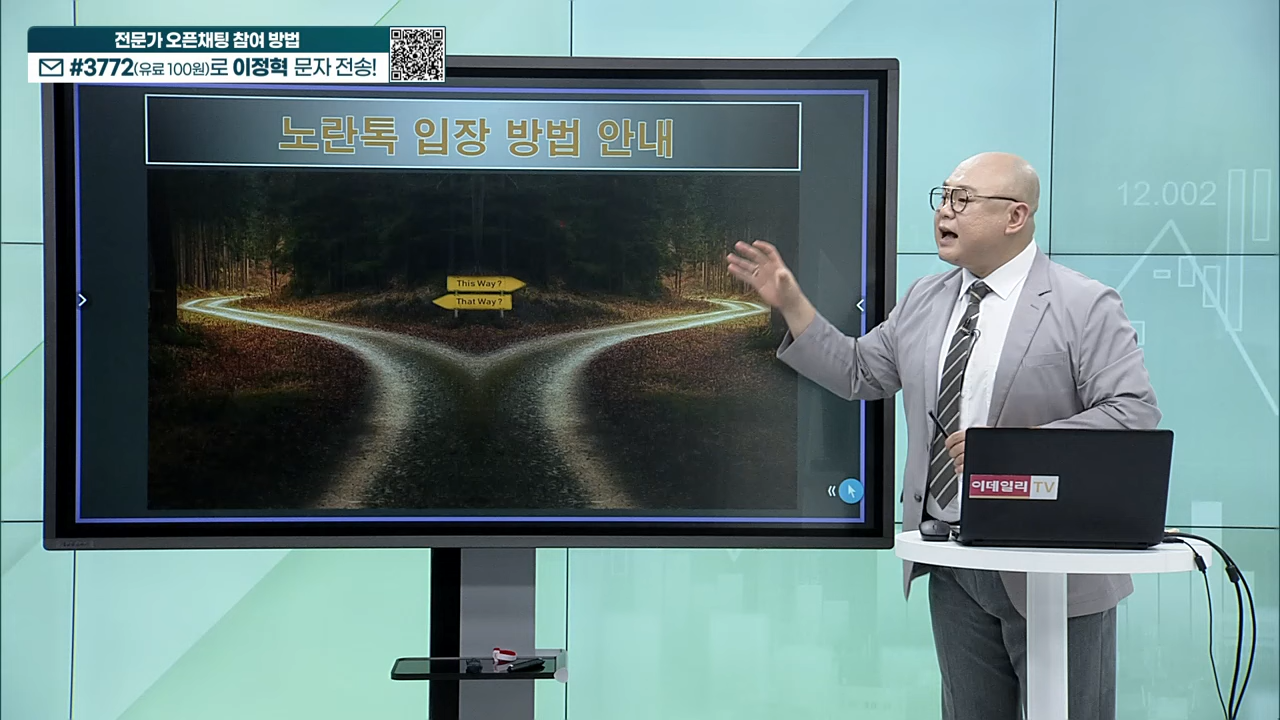 전문가 오픈채팅 참여 방법
#3772(유료 100원)로 이정혁 문자 전송!
노란톡 입장 방법 안내
This Way?
That Way?
12.002
이데일리 TV